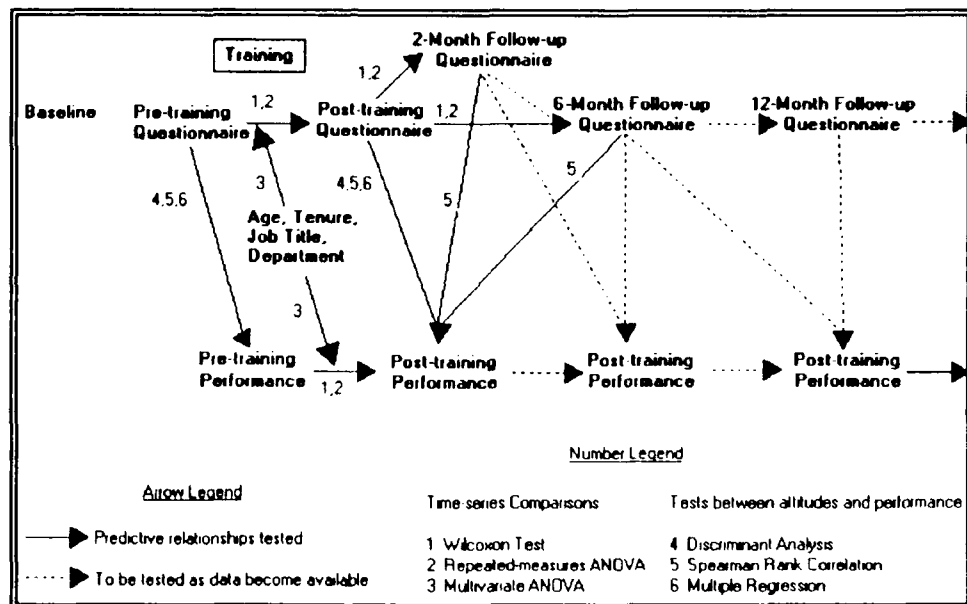 2-Month Follow-up
Questionnaire
Training
1,2
Baseline
Pre-training
Questionnaire
1,2
Post-training
Questionnaire
1,2
6-Month Follow-up
Questionnaire
12-Month Follow-up
Questionnaire
4,5,6
3
Age, Tenure,
Job Title,
Department
4,5,6
5
5
3
Pre-training
Performance
1,2
Post-training
Performance
Post-training
Performance
Post-training
Performance
Number Legend
Arrow Legend
Time-series Comparisons
Tests between attitudes and performance
Predictive relationships tested
To be tested as data become available
1 Wilcoxon Test
2 Repeated-measures ANOVA
3 Multivariate ANOVA
4 Discriminant Analysis
5 Spearman Rank Correlation
6 Multiple Regression